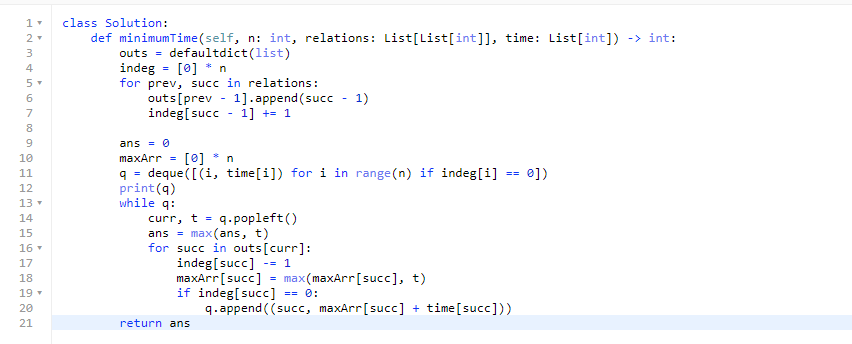 1 class Solution:
2     def minimumTime(self, n: int, relations: List[List[int]], time: List[int]) -> int:
3         outs = defaultdict(list)
4         indeg = [0] * n
5         for prev, succ in relations:
6             outs[prev - 1].append(succ - 1)
7             indeg[succ - 1] += 1
8
9         ans = 0
10         maxArr = [0] * n
11         q = deque([(i, time[i]) for i in range(n) if indeg[i] == 0])
12         print(q)
13         while q:
14             curr, t = q.popleft()
15             ans = max(ans, t)
16             for succ in outs[curr]:
17                 indeg[succ] -= 1
18                 maxArr[succ] = max(maxArr[succ], t)
19                 if indeg[succ] == 0:
20                     q.append((succ, maxArr[succ] + time[succ]))
21         return ans